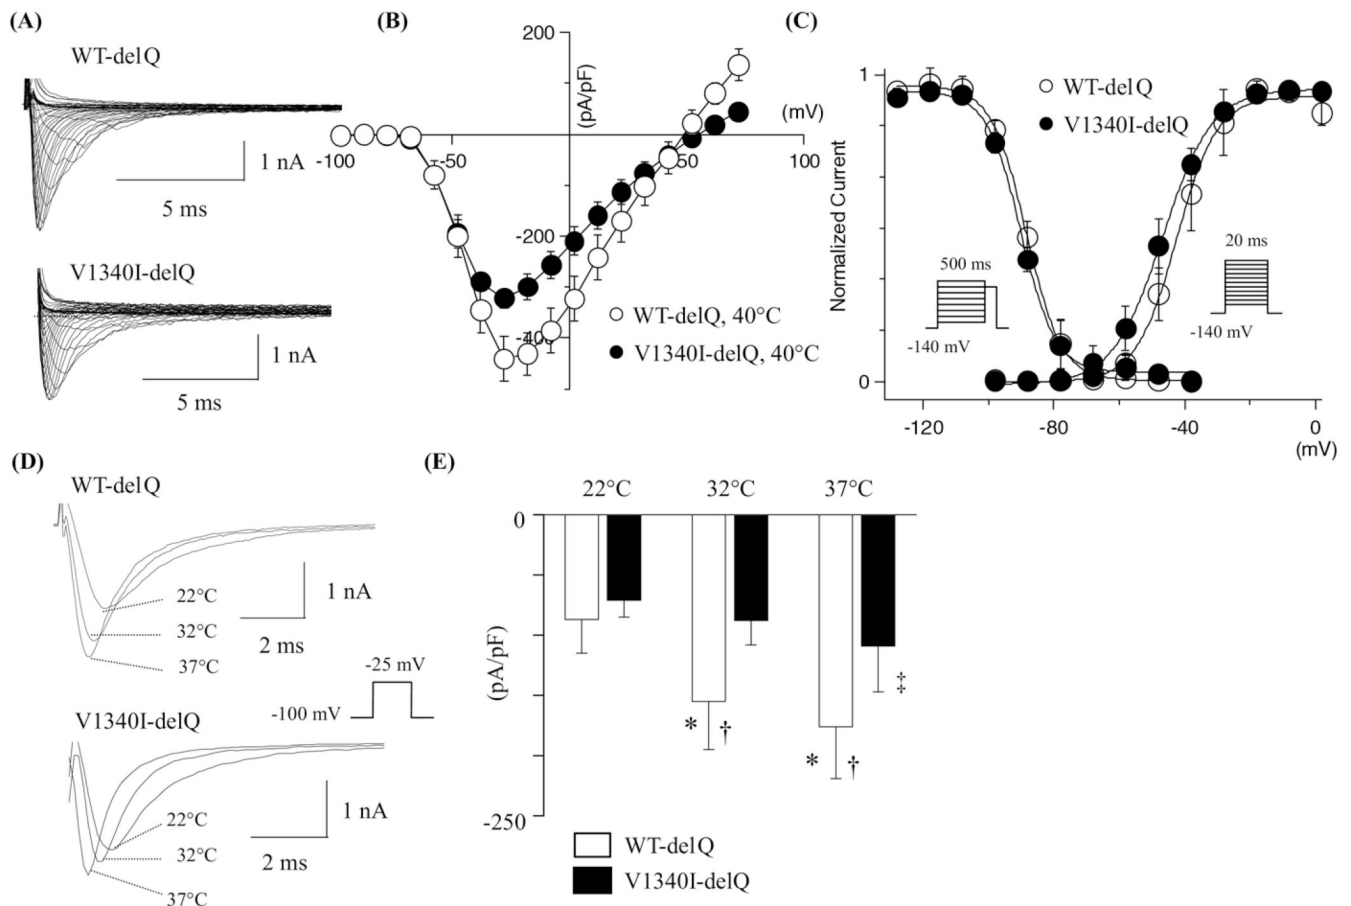 (A)
WT-delQ
1 nA
5 ms
V1340I-delQ
1 nA
5 ms
(B)
200
(pA/pF)
(mV)
-100
-50
50
100
-200
-400
WT-delQ, 40°C
V1340I-delQ, 40°C
(C)
1
WT-delQ
V1340I-delQ
Normalized Current
500 ms
-140 mV
20 ms
-140 mV
0
-120
-80
-40
0
(mV)
(D)
WT-delQ
22°C
32°C
37°C
1 nA
2 ms
-25 mV
-100 mV
V1340I-delQ
22°C
32°C
37°C
1 nA
2 ms
(E)
22°C
32°C
37°C
0
(pA/pF)
* †
* †
‡
-250
WT-delQ
V1340I-delQ